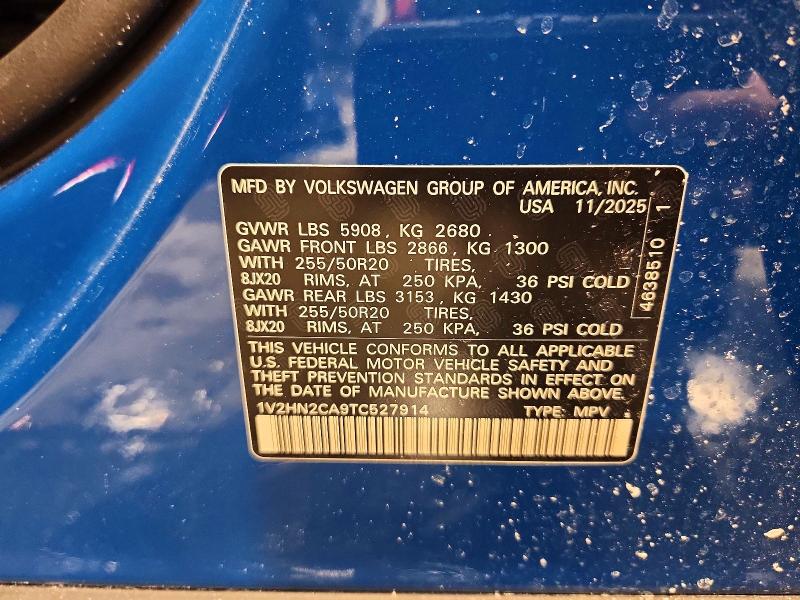 MFD BY VOLKSWAGEN GROUP OF AMERICA, INC.
USA 11/2025
GVWR LBS 5908, KG 2680
GAWR FRONT LBS 2866, KG 1300
WITH 255/50R20 TIRES,
8JX20 RIMS, AT 250 KPA, 36 PSI COLD
GAWR REAR LBS 3153, KG 1430
WITH 255/50R20 TIRES,
8JX20 RIMS, AT 250 KPA, 36 PSI COLD
THIS VEHICLE CONFORMS TO ALL APPLICABLE
U.S. FEDERAL MOTOR VEHICLE SAFETY AND
THEFT PREVENTION STANDARDS IN EFFECT ON
THE DATE OF MANUFACTURE SHOWN ABOVE.
1V2HN2CA9TC527914 TYPE: MPV
4638510 1